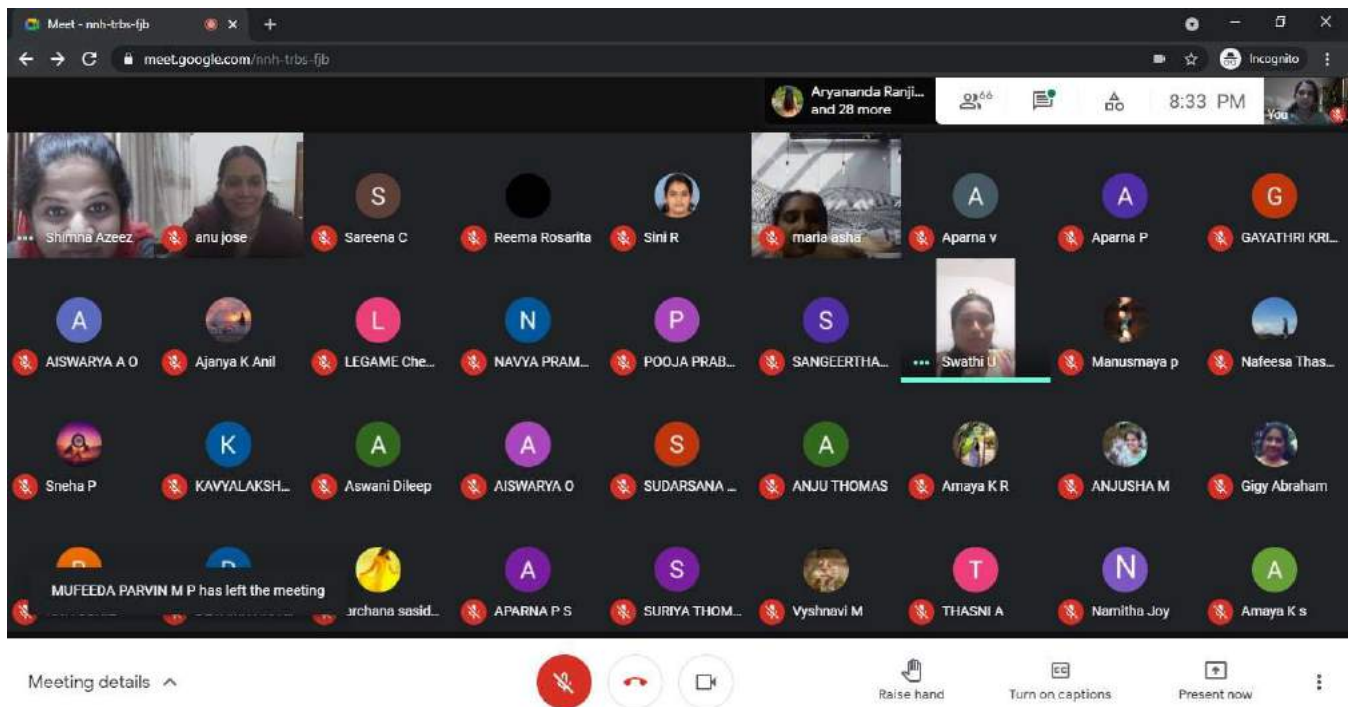 Meet - nnh-trbs-fjb
meet.google.com/nnh-trbs-fjb
Incognito
Aryananda Ranji...
and 28 more
66
8:33 PM
You
Shimna Azeez
anu jose
S
Sareena C
Reema Rosarita
Sini R
maria asha
A
Aparna v
A
Aparna P
G
GAYATHRI KRI...
A
AISWARYA A O
Ajanya K Anil
L
LEGAME Che...
N
NAVYA PRAM...
P
POOJA PRAB...
S
SANGEERTHA...
Swathi U
Manusmaya p
Nafeesa Thas...
Sneha P
K
KAVYALAKSH...
A
Aswani Dileep
A
AISWARYA O
S
SUDARSANA ...
A
ANJU THOMAS
Amaya K R
ANJUSHA M
Gigy Abraham
MUFEEDA PARVIN M P has left the meeting
archana sasid...
A
APARNA P S
S
SURIYA THOM...
Vyshnavi M
T
THASNI A
N
Namitha Joy
A
Amaya K s
Meeting details
Raise hand
CC
Turn on captions
Present now